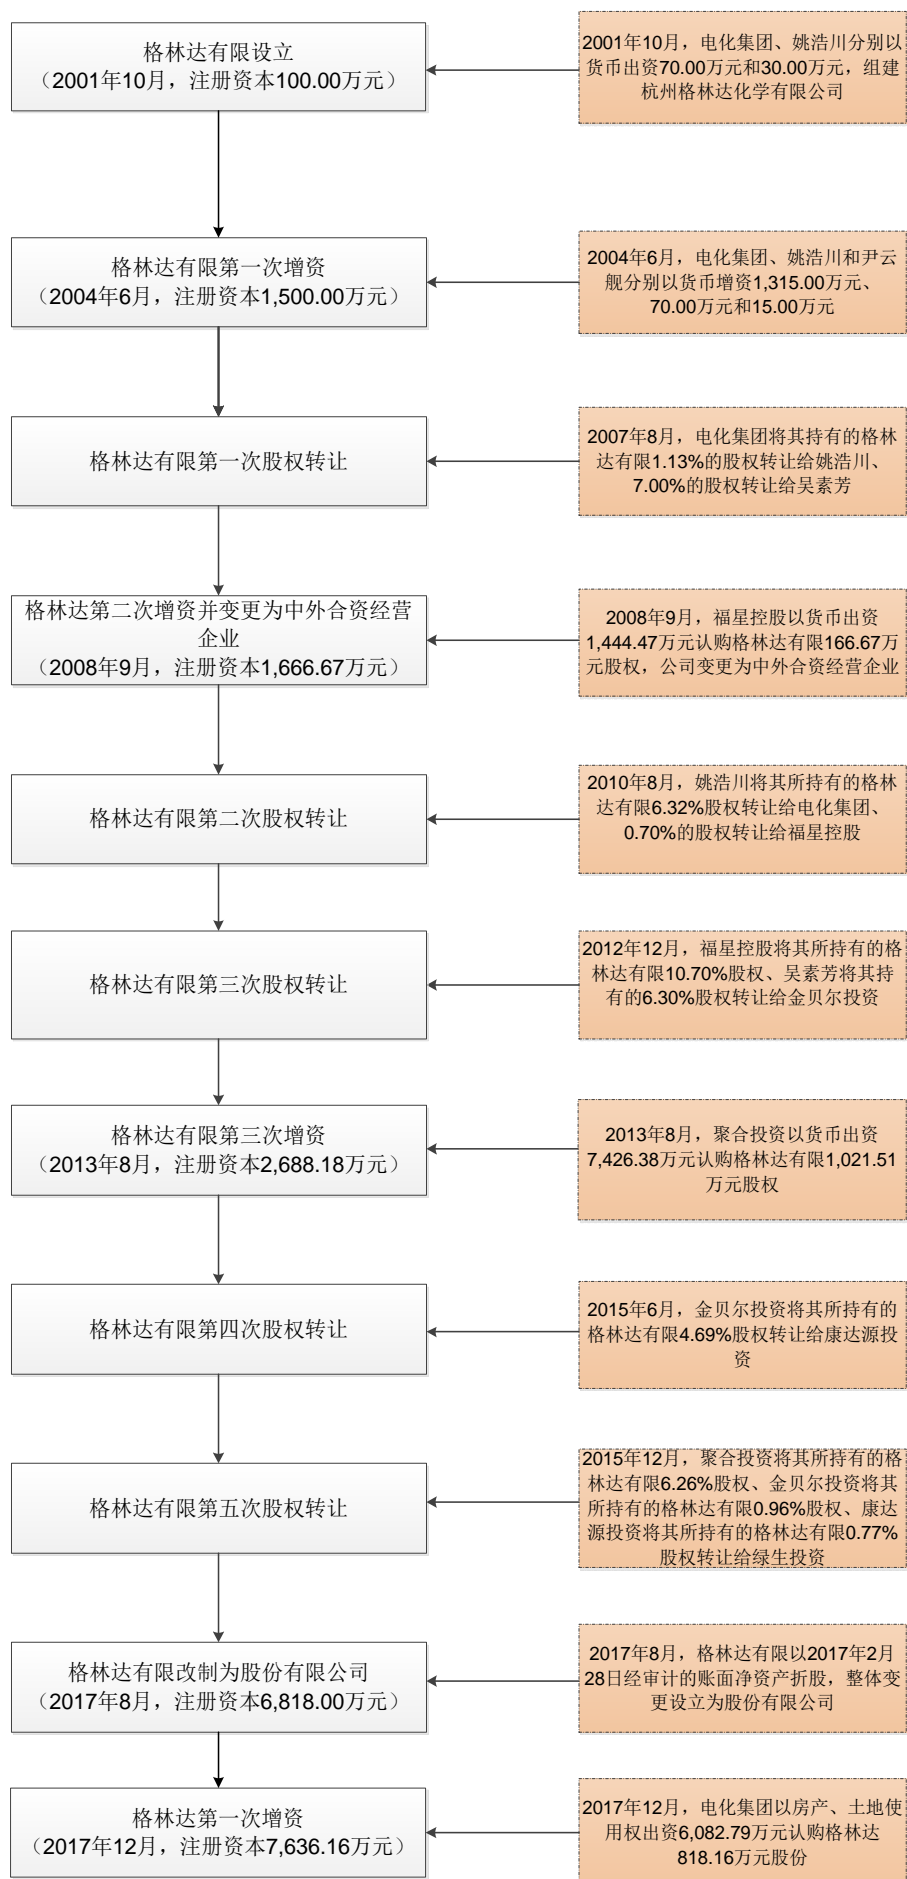 格林达有限设立
（2001年10月，注册资本100.00万元）
2001年10月，电化集团、姚浩川分别以
货币出资70.00万元和30.00万元，组建
杭州格林达化学有限公司
格林达有限第一次增资
（2004年6月，注册资本1,500.00万元）
2004年6月，电化集团、姚浩川和尹云
舰分别以货币增资1,315.00万元、
70.00万元和15.00万元
格林达有限第一次股权转让
2007年8月，电化集团将其持有的格林
达有限1.13%的股权转让给姚浩川、
7.00%的股权转让给吴素芳
格林达第二次增资并变更为中外合资经营
企业
（2008年9月，注册资本1,666.67万元）
2008年9月，福星控股以货币出资
1,444.47万元认购格林达有限166.67万
元股权，公司变更为中外合资经营企业
格林达有限第二次股权转让
2010年8月，姚浩川将其所持有的格林
达有限6.32%股权转让给电化集团、
0.70%的股权转让给福星控股
格林达有限第三次股权转让
2012年12月，福星控股将其所持有的格
林达有限10.70%股权、吴素芳将其持
有的6.30%股权转让给金贝尔投资
格林达有限第三次增资
（2013年8月，注册资本2,688.18万元）
2013年8月，聚合投资以货币出资
7,426.38万元认购格林达有限1,021.51
万元股权
格林达有限第四次股权转让
2015年6月，金贝尔投资将其所持有的
格林达有限4.69%股权转让给康达源投
资
格林达有限第五次股权转让
2015年12月，聚合投资将其所持有的格
林达有限6.26%股权、金贝尔投资将其
所持有的格林达有限0.96%股权、康达
源投资将其所持有的格林达有限0.77%
股权转让给绿生投资
格林达有限改制为股份有限公司
（2017年8月，注册资本6,818.00万元）
2017年8月，格林达有限以2017年2月
28日经审计的账面净资产折股，整体变
更设立为股份有限公司
格林达第一次增资
（2017年12月，注册资本7,636.16万元）
2017年12月，电化集团以房产、土地使
用权出资6,082.79万元认购格林达
818.16万元股份